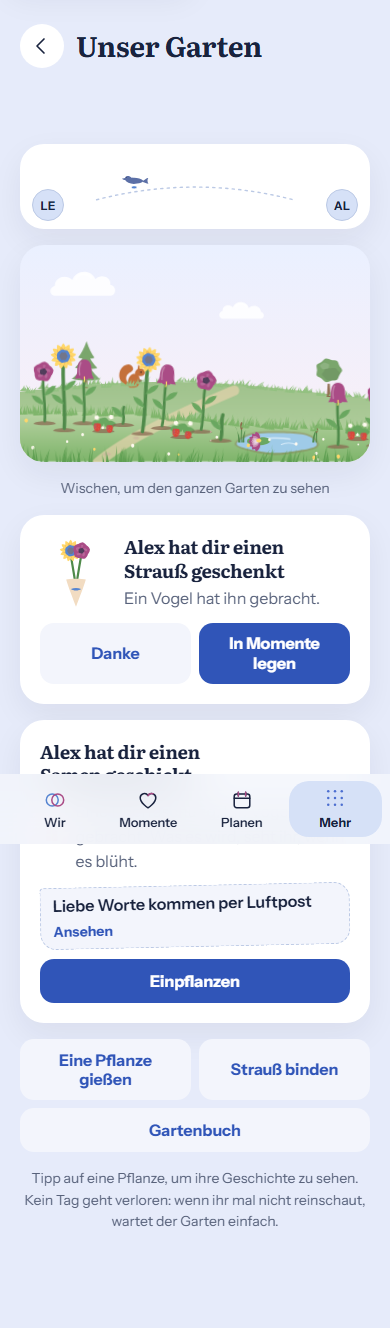 Unser Garten
LE
AL
Wischen, um den ganzen Garten zu sehen
Alex hat dir einen
Strauß geschenkt
Ein Vogel hat ihn gebracht.
Danke
In Momente
legen
Alex hat dir einen
Samen geschickt
Wir
Momente
Planen
Mehr
es blüht.
Liebe Worte kommen per Luftpost
Ansehen
Einpflanzen
Eine Pflanze
gießen
Strauß binden
Gartenbuch
Tipp auf eine Pflanze, um ihre Geschichte zu sehen.
Kein Tag geht verloren: wenn ihr mal nicht reinschaut,
wartet der Garten einfach.